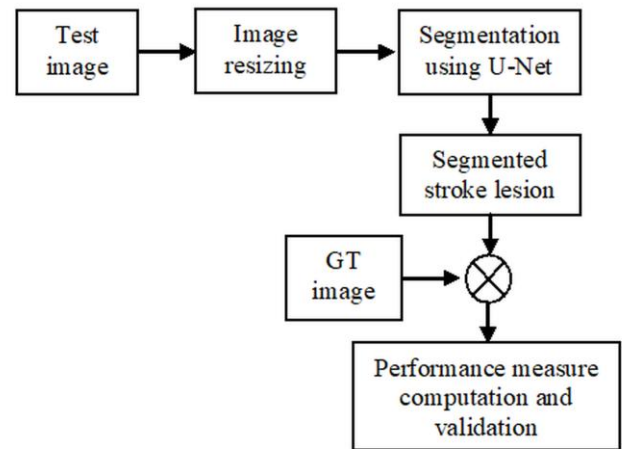 Test
image
Image
resizing
Segmentation
using U-Net
Segmented
stroke lesion
GT
image
Performance measure
computation and
validation